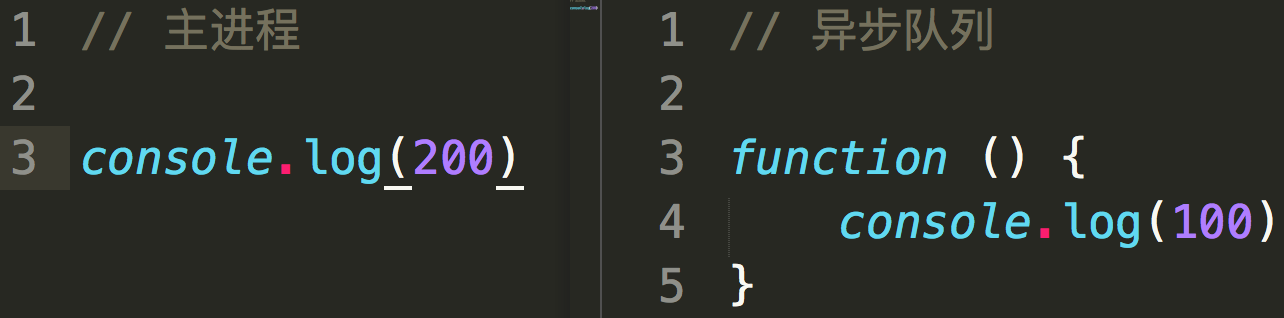 1 // 主进程
2
3 console.log(200)
1 // 异步队列
2
3 function () {
4     console.log(100)
5 }